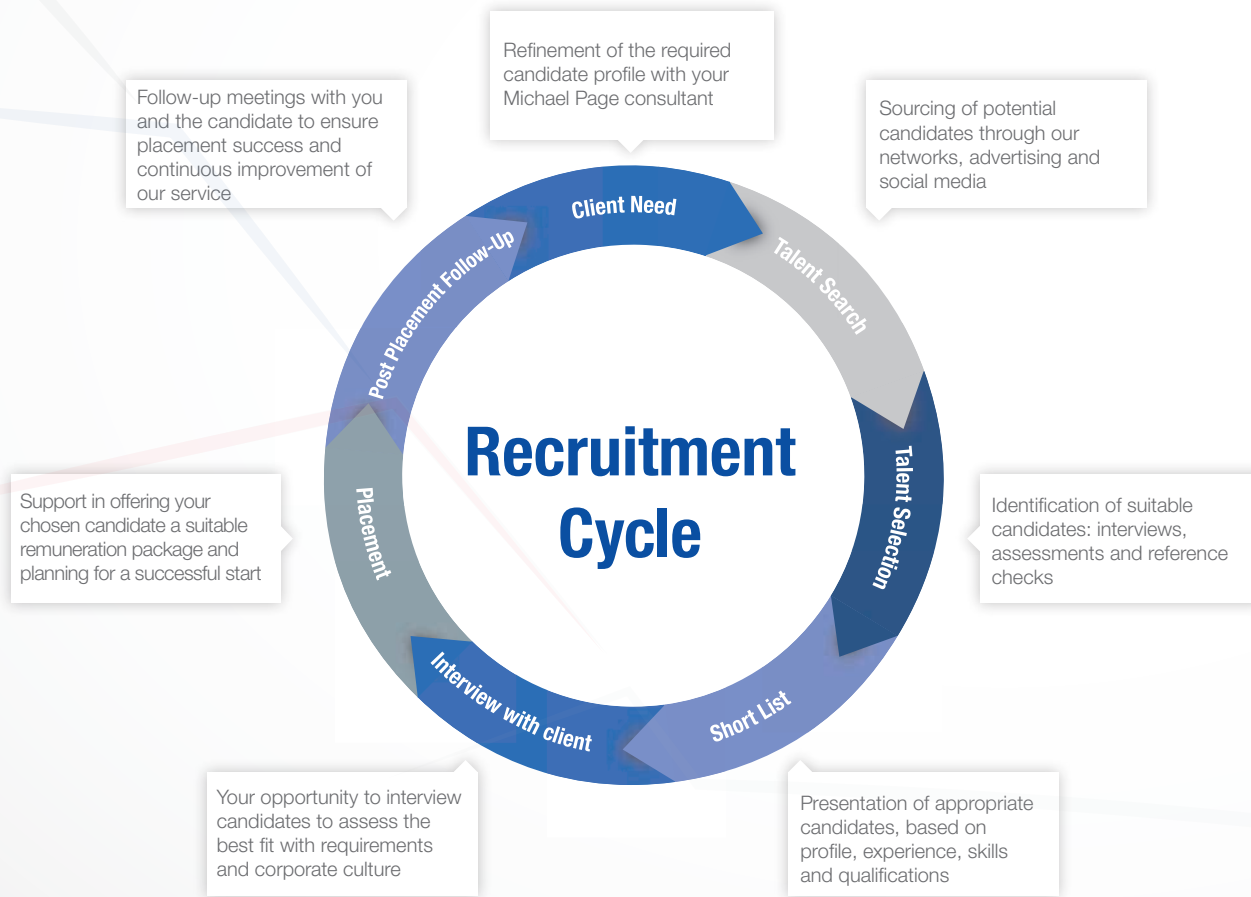 Recruitment
Cycle
Client Need
Refinement of the required
candidate profile with your
Michael Page consultant
Talent Search
Sourcing of potential
candidates through our
networks, advertising and
social media
Talent Selection
Identification of suitable
candidates: interviews,
assessments and reference
checks
Short List
Presentation of appropriate
candidates, based on
profile, experience, skills
and qualifications
Interview with client
Your opportunity to interview
candidates to assess the
best fit with requirements
and corporate culture
Placement
Support in offering your
chosen candidate a suitable
remuneration package and
planning for a successful start
Post Placement Follow-Up
Follow-up meetings with you
and the candidate to ensure
placement success and
continuous improvement of
our service